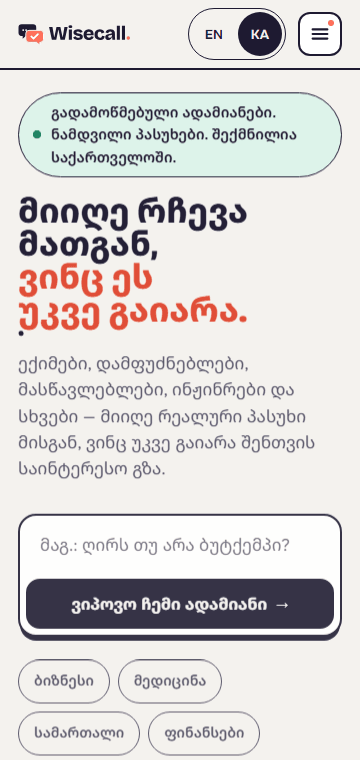 Wisecall.
EN
KA
გადამოწმებული ადამიანები.
ნამდვილი პასუხები. შექმნილია
საქართველოში.
მიიღე რჩევა
მათგან,
ვინც ეს
უკვე გაიარა.
.
ექიმები, დამფუძნებლები,
მასწავლებლები, ინჟინრები და
სხვები — მიიღე რეალური პასუხი
მისგან, ვინც უკვე გაიარა შენთვის
საინტერესო გზა.
მაგ.: ღირს თუ არა ბუტქემპი?
ვიპოვო ჩემი ადამიანი →
ბიზნესი
მედიცინა
სამართალი
ფინანსები